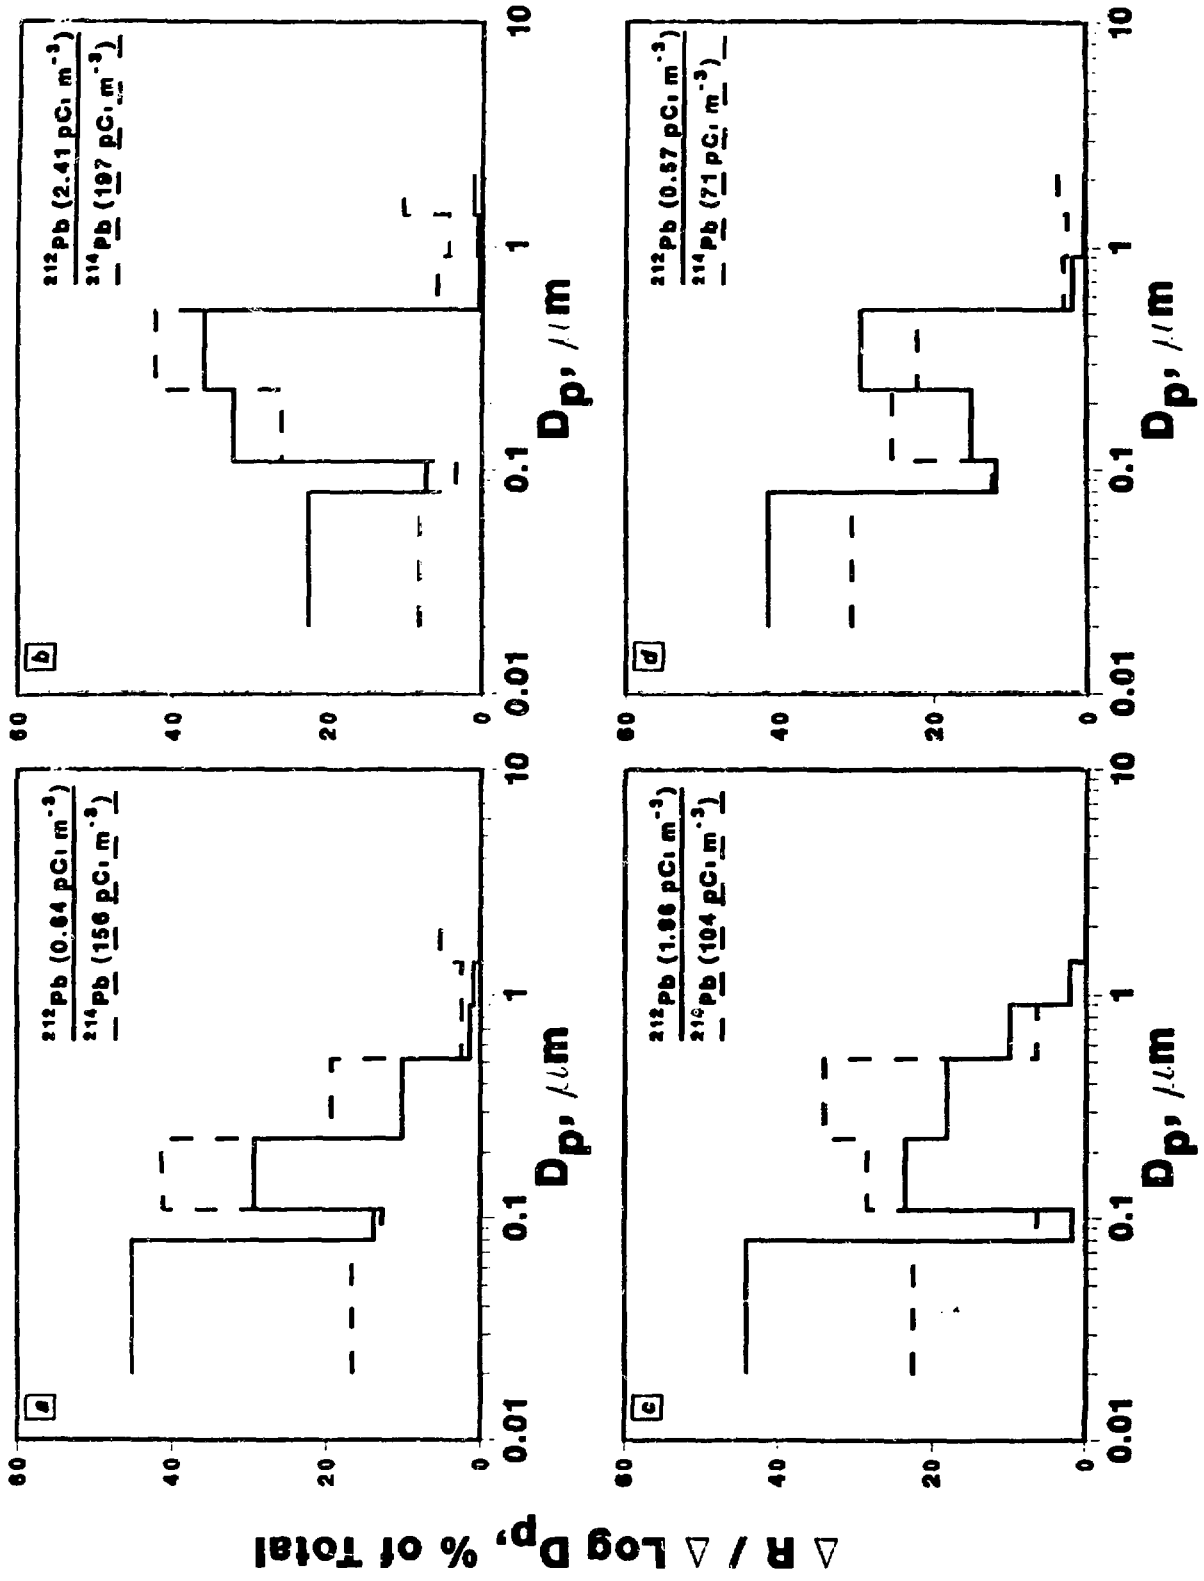 Δ R / Δ Log Dp, % of Total
a
212Pb (0.64 pCi m-3)
214Pb (156 pCi m-3)
60
40
20
0
0.01 0.1 1 10
Dp, μm
b
212Pb (2.41 pCi m-3)
214Pb (197 pCi m-3)
60
40
20
0
0.01 0.1 1 10
Dp, μm
c
212Pb (1.86 pCi m-3)
214Pb (104 pCi m-3)
60
40
20
0
0.01 0.1 1 10
Dp, μm
d
212Pb (0.57 pCi m-3)
214Pb (71 pCi m-3)
60
40
20
0
0.01 0.1 1 10
Dp, μm